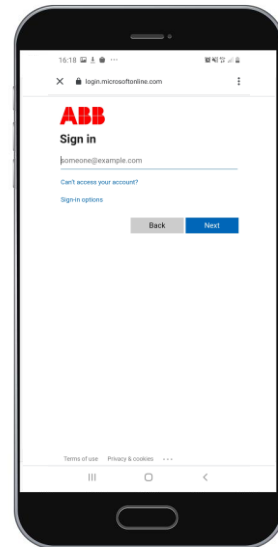 16:18
login.microsoftonline.com
ABB
Sign in
someone@example.com
Can't access your account?
Sign-in options
Back Next
Terms of use Privacy & cookies ...